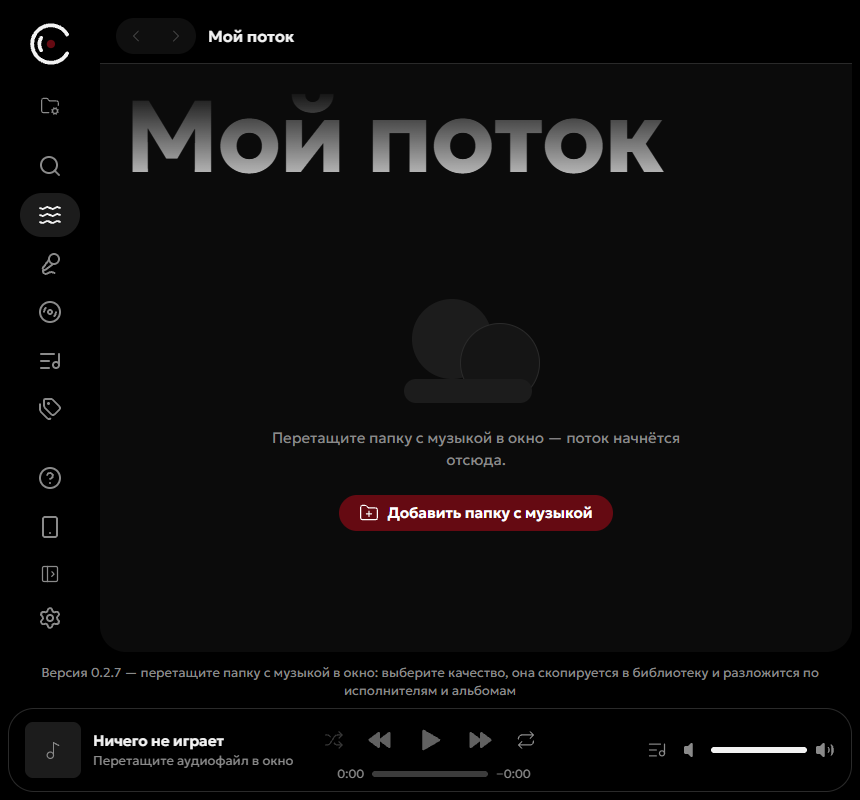 Мой поток
Мой поток
Перетащите папку с музыкой в окно — поток начнётся
отсюда.
Добавить папку с музыкой
Версия 0.2.7 — перетащите папку с музыкой в окно: выберите качество, она скопируется в библиотеку и разложится по
исполнителям и альбомам
Ничего не играет
Перетащите аудиофайл в окно
0:00
−0:00